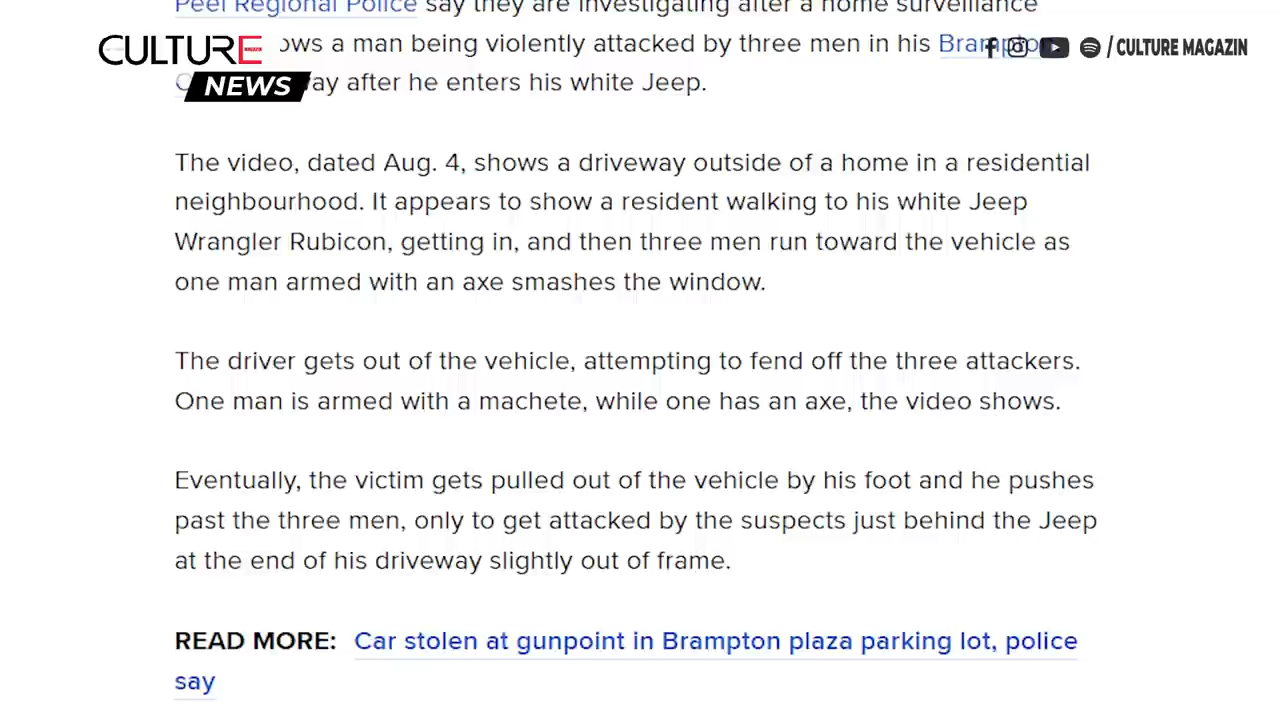 Peel Regional Police say they are investigating after a home surveillance
CULTURE ows a man being violently attacked by three men in his Brampton / CULTURE MAGAZIN
NEWS ay after he enters his white Jeep.
The video, dated Aug. 4, shows a driveway outside of a home in a residential
neighbourhood. It appears to show a resident walking to his white Jeep
Wrangler Rubicon, getting in, and then three men run toward the vehicle as
one man armed with an axe smashes the window.
The driver gets out of the vehicle, attempting to fend off the three attackers.
One man is armed with a machete, while one has an axe, the video shows.
Eventually, the victim gets pulled out of the vehicle by his foot and he pushes
past the three men, only to get attacked by the suspects just behind the Jeep
at the end of his driveway slightly out of frame.
READ MORE: Car stolen at gunpoint in Brampton plaza parking lot, police
say